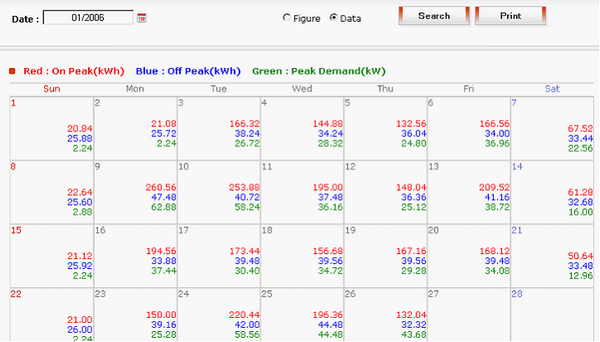 Date : 01/2006 Figure Data Search Print
Red : On Peak(kWh) Blue : Off Peak(kWh) Green : Peak Demand(kW)
Sun Mon Tue Wed Thu Fri Sat
1 2 3 4 5 6 7
20.84 21.08 166.32 144.88 132.56 166.56 67.52
25.88 25.72 38.24 34.24 36.04 34.00 33.44
2.24 2.24 26.72 28.32 24.80 36.96 22.56
8 9 10 11 12 13 14
22.64 260.56 253.88 195.00 148.04 209.52 61.28
25.60 47.48 40.72 37.48 36.36 41.16 32.68
2.88 62.88 58.24 36.16 25.12 38.72 16.00
15 16 17 18 19 20 21
21.12 194.56 173.44 156.68 167.16 168.12 50.64
25.92 33.88 39.48 39.56 39.56 39.48 33.48
2.24 37.44 30.40 34.72 29.28 34.08 12.96
22 23 24 25 26 27 28
21.00 150.00 220.44 196.36 132.04
26.00 39.16 42.00 44.48 32.32
2.24 25.28 58.56 44.48 43.68